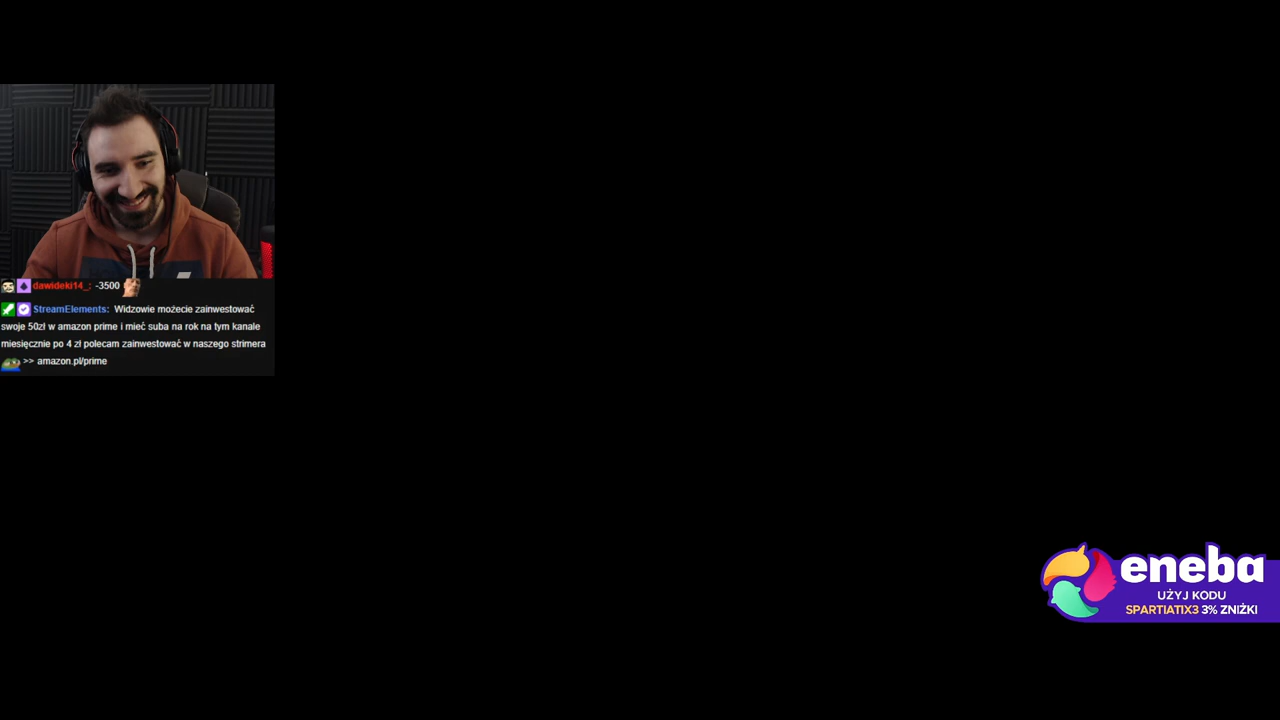 dawideki14_: -3500
StreamElements: Widzowie możecie zainwestować
swoje 50zł w amazon prime i mieć suba na rok na tym kanale
miesięcznie po 4 zł polecam zainwestować w naszego strimera
>> amazon.pl/prime
eneba
UŻYJ KODU
SPARTIATIX3 3% ZNIŻKI